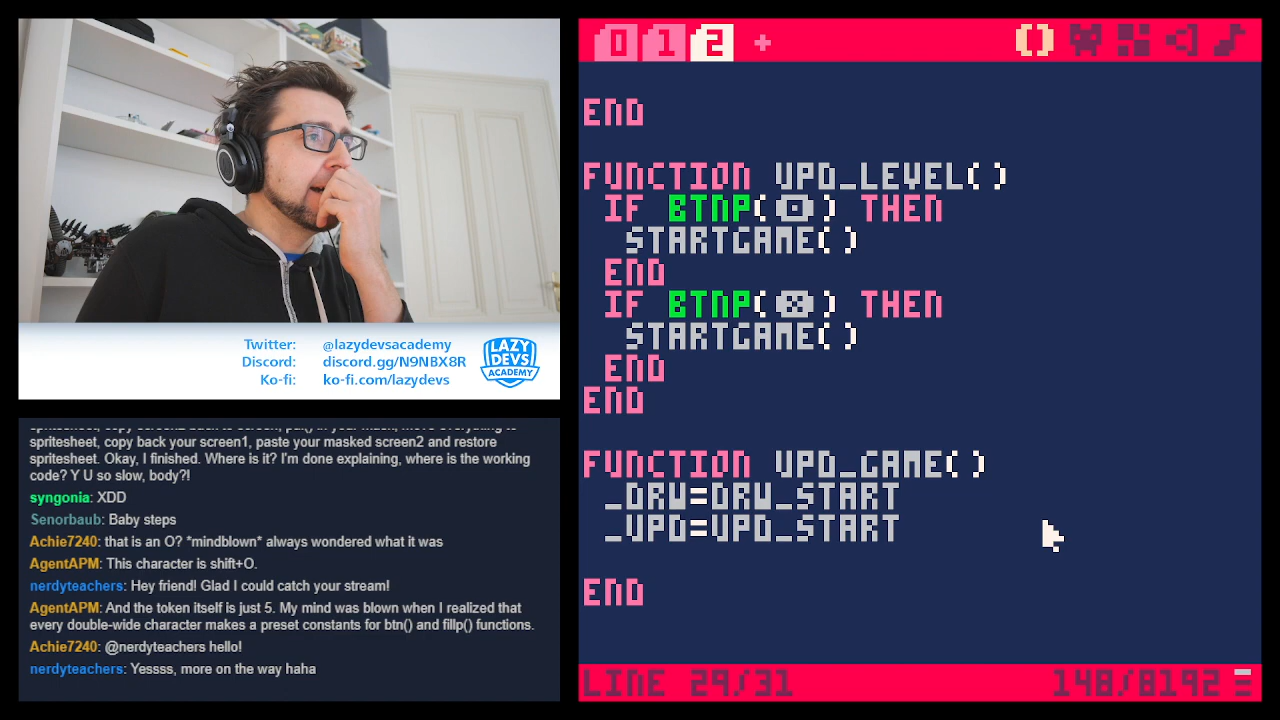 Twitter: @lazydevsacademy
Discord: discord.gg/N9NBX8R
Ko-fi: ko-fi.com/lazydevs
LAZY
DEVS
ACADEMY
spritesheet, copy back your screen1, paste your masked screen2 and restore
spritesheet. Okay, I finished. Where is it? I'm done explaining, where is the working
code? Y U so slow, body?!
syngonia: XDD
Senorbaub: Baby steps
Achie7240: that is an O? *mindblown* always wondered what it was
AgentAPM: This character is shift+O.
nerdyteachers: Hey friend! Glad I could catch your stream!
AgentAPM: And the token itself is just 5. My mind was blown when I realized that
every double-wide character makes a preset constants for btn() and fillp() functions.
Achie7240: @nerdyteachers hello!
nerdyteachers: Yessss, more on the way haha
0 1 2 +
END
FUNCTION UPD_LEVEL()
IF BTNP(🅾️) THEN
STARTGAME()
END
IF BTNP(❎) THEN
STARTGAME()
END
END
FUNCTION UPD_GAME()
_DRW=DRW_START
_UPD=UPD_START
END
LINE 29/31 148/8192